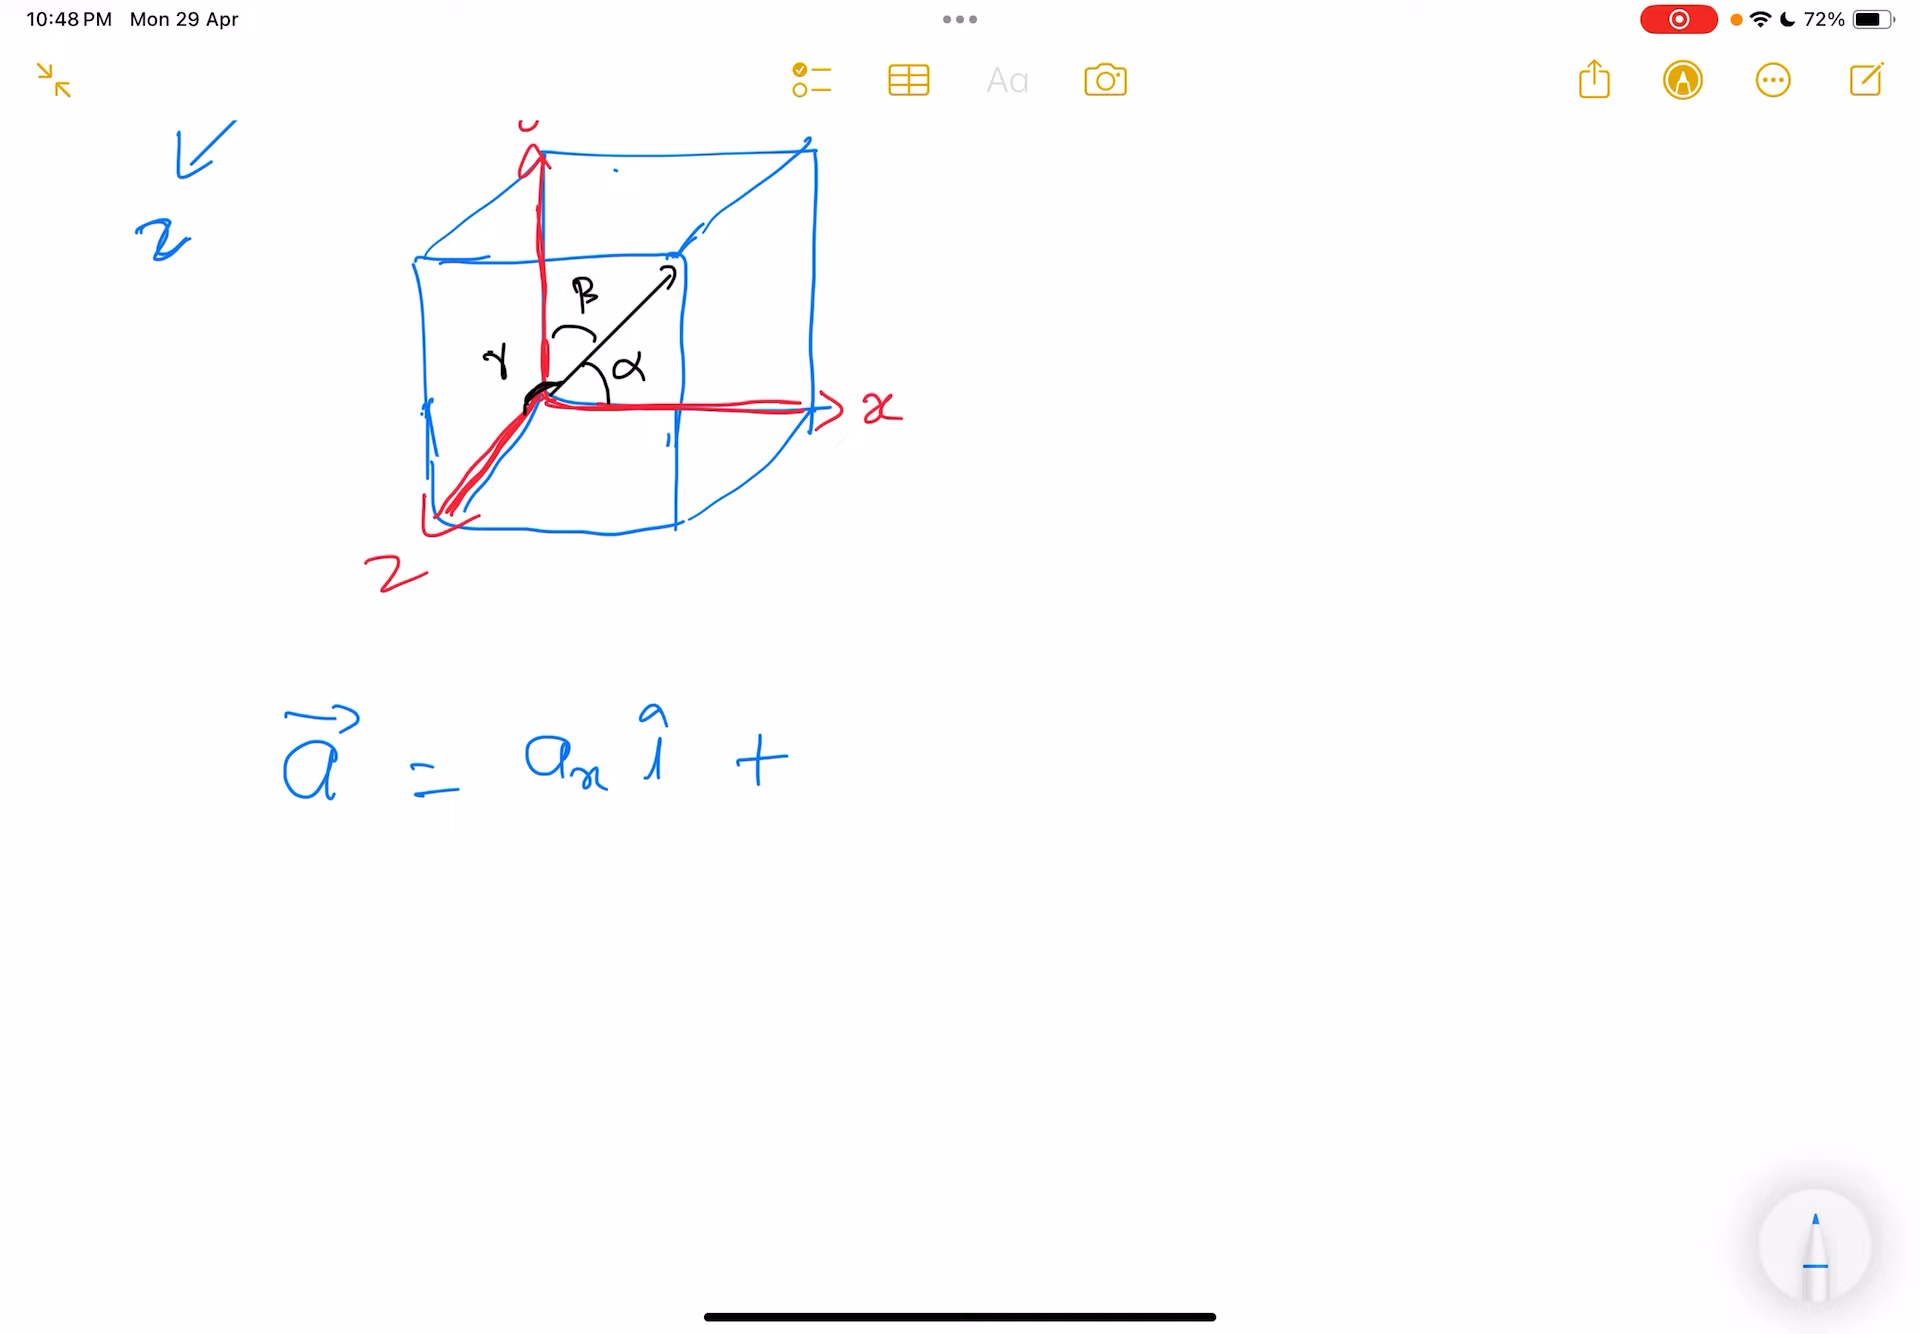 10:48 PM Mon 29 Apr
72%
Aa
z
β
γ
α
x
z
a⃗ = aₓ î +